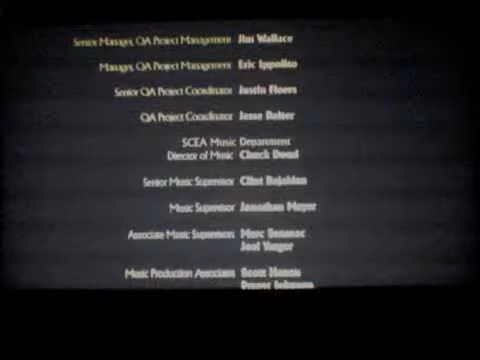 Senior Manager, QA Project Management Jim Wallace
Manager, QA Project Management Eric Ippolito
Senior QA Project Coordinator Justin Flores
QA Project Coordinator Jesse Reiter
SCEA Music Department
Director of Music Chuck Doud
Senior Music Supervisor Clint Bajakian
Music Supervisor Jonathan Mayer
Associate Music Supervisors Marc Senasac
Joel Yarger
Music Production Associates Scott Hanau
Johnson